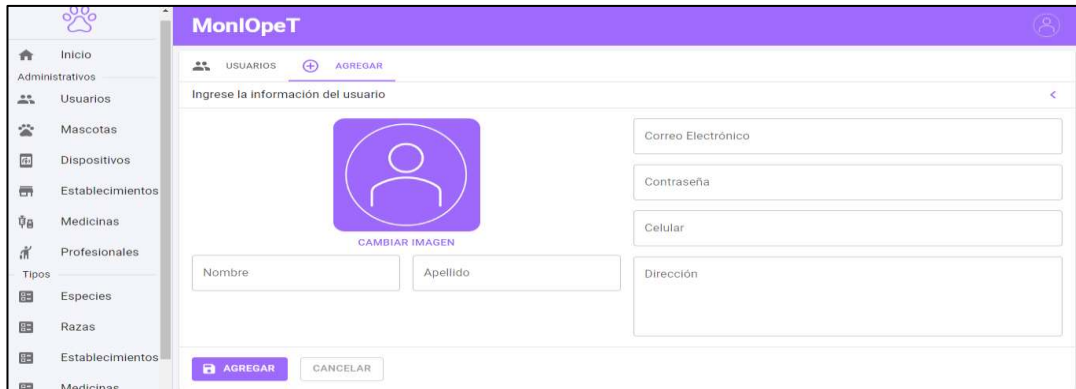 MonIOpeT
Inicio
Administrativos
Usuarios
Mascotas
Dispositivos
Establecimientos
Medicinas
Profesionales
Tipos
Especies
Razas
Establecimientos
Medicinas
USUARIOS AGREGAR
Ingrese la información del usuario
CAMBIAR IMAGEN
Nombre Apellido
Correo Electrónico
Contraseña
Celular
Dirección
AGREGAR CANCELAR